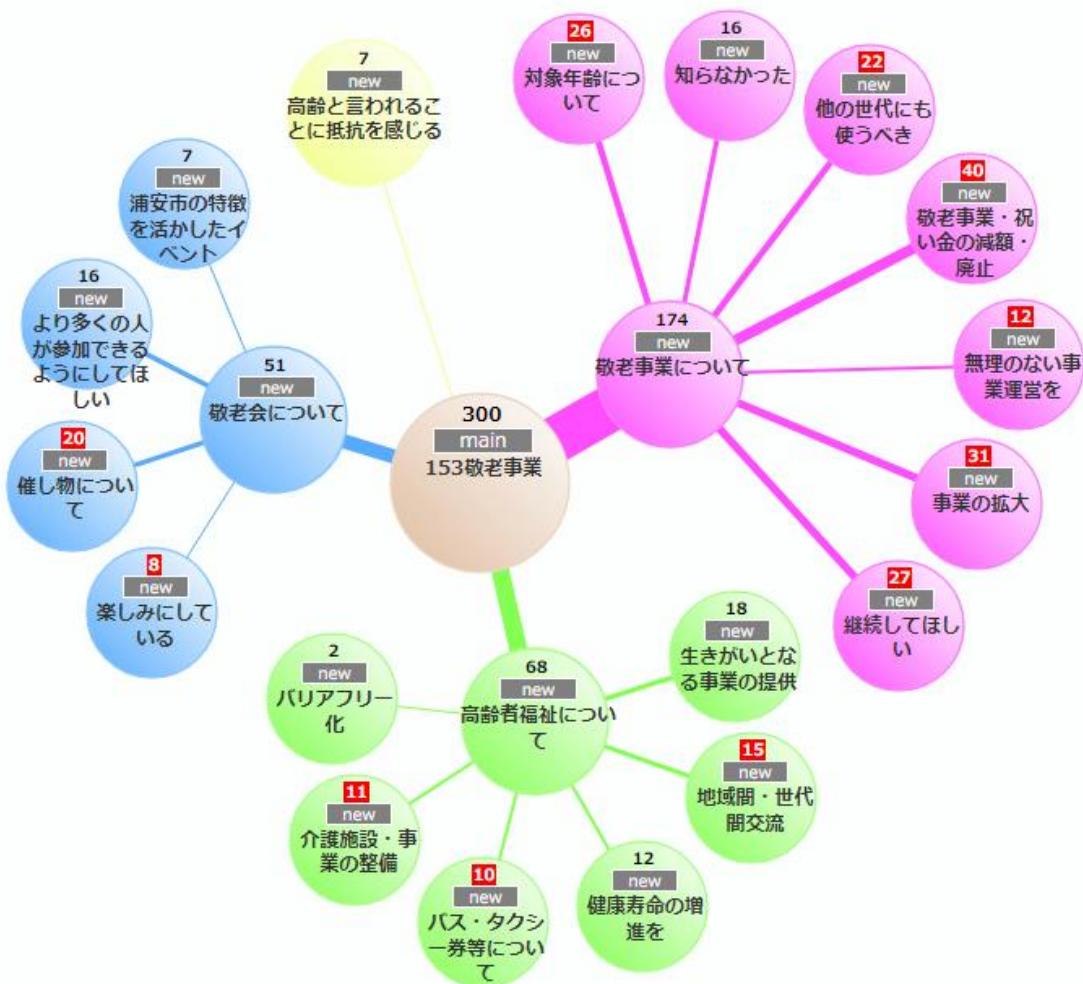 300
main
153敬老事業
7
new
高齢と言われるこ
とに抵抗を感じる
26
new
対象年齢につ
いて
16
new
知らなかった
22
new
他の世代にも
使うべき
40
new
敬老事業・祝
い金の減額・
廃止
174
new
敬老事業について
12
new
無理のない事
業運営を
31
new
事業の拡大
27
new
継続してほし
い
7
new
浦安市の特徴
を活かしたイ
ベント
16
new
より多くの人
が参加できる
ようにしてほ
しい
51
new
敬老会について
20
new
催し物につい
て
8
new
楽しみにして
いる
68
new
高齢者福祉につい
て
18
new
生きがいとな
る事業の提供
15
new
地域間・世代
間交流
12
new
健康寿命の増
進を
10
new
バス・タクシ
ー券等につい
て
11
new
介護施設・事
業の整備
2
new
バリアフリー
化